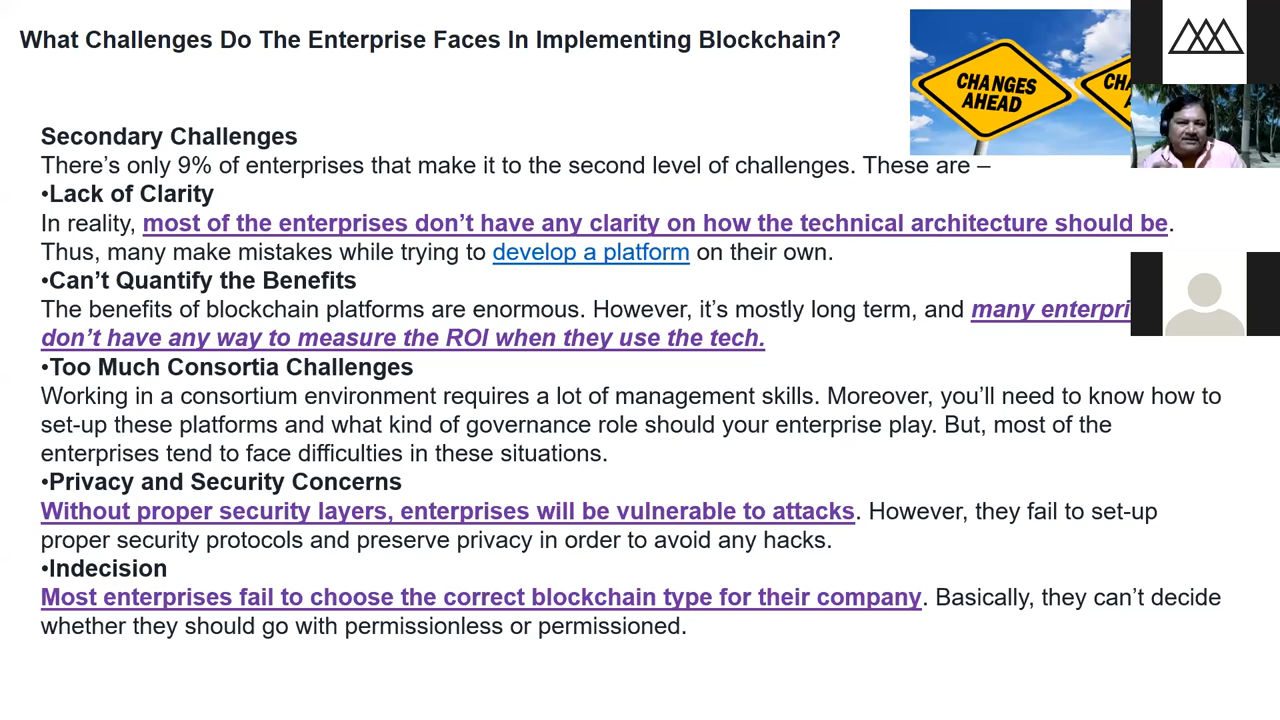 What Challenges Do The Enterprise Faces In Implementing Blockchain?
CHANGES
AHEAD
Secondary Challenges
There’s only 9% of enterprises that make it to the second level of challenges. These are –
•Lack of Clarity
In reality, most of the enterprises don’t have any clarity on how the technical architecture should be.
Thus, many make mistakes while trying to develop a platform on their own.
•Can’t Quantify the Benefits
The benefits of blockchain platforms are enormous. However, it’s mostly long term, and many
don’t have any way to measure the ROI when they use the tech.
•Too Much Consortia Challenges
Working in a consortium environment requires a lot of management skills. Moreover, you’ll need to know how to
set-up these platforms and what kind of governance role should your enterprise play. But, most of the
enterprises tend to face difficulties in these situations.
•Privacy and Security Concerns
Without proper security layers, enterprises will be vulnerable to attacks. However, they fail to set-up
proper security protocols and preserve privacy in order to avoid any hacks.
•Indecision
Most enterprises fail to choose the correct blockchain type for their company. Basically, they can’t decide
whether they should go with permissionless or permissioned.